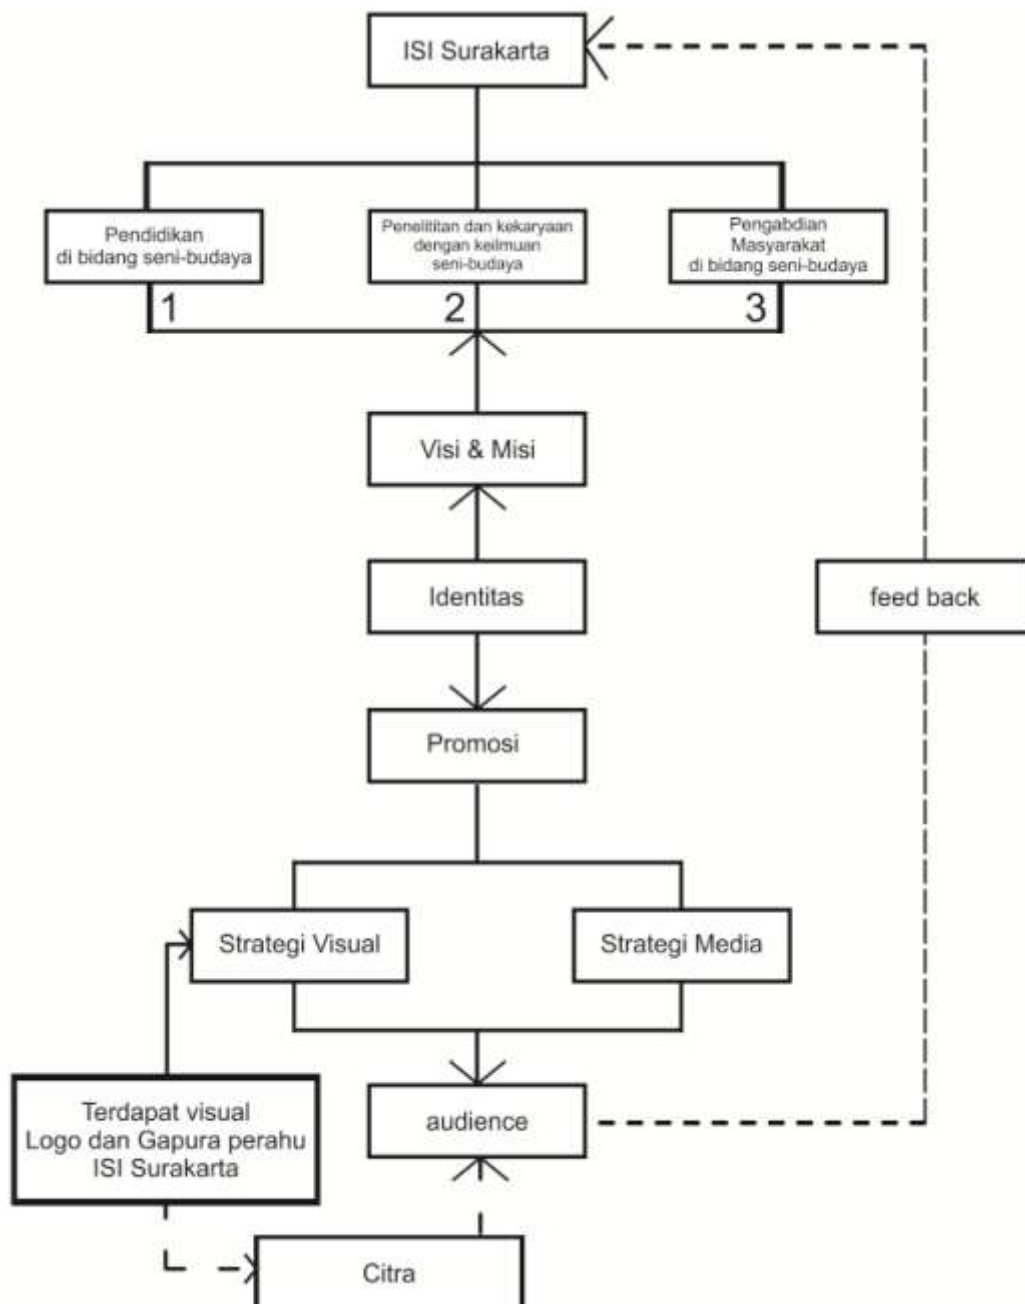 ISI Surakarta
Pendidikan
di bidang seni-budaya
Penelititan dan kekaryaan
dengan keilmuan
seni-budaya
Pengabdian
Masyarakat
di bidang seni-budaya
1
2
3
Visi & Misi
Identitas
feed back
Promosi
Strategi Visual
Strategi Media
Terdapat visual
Logo dan Gapura perahu
ISI Surakarta
audience
Citra